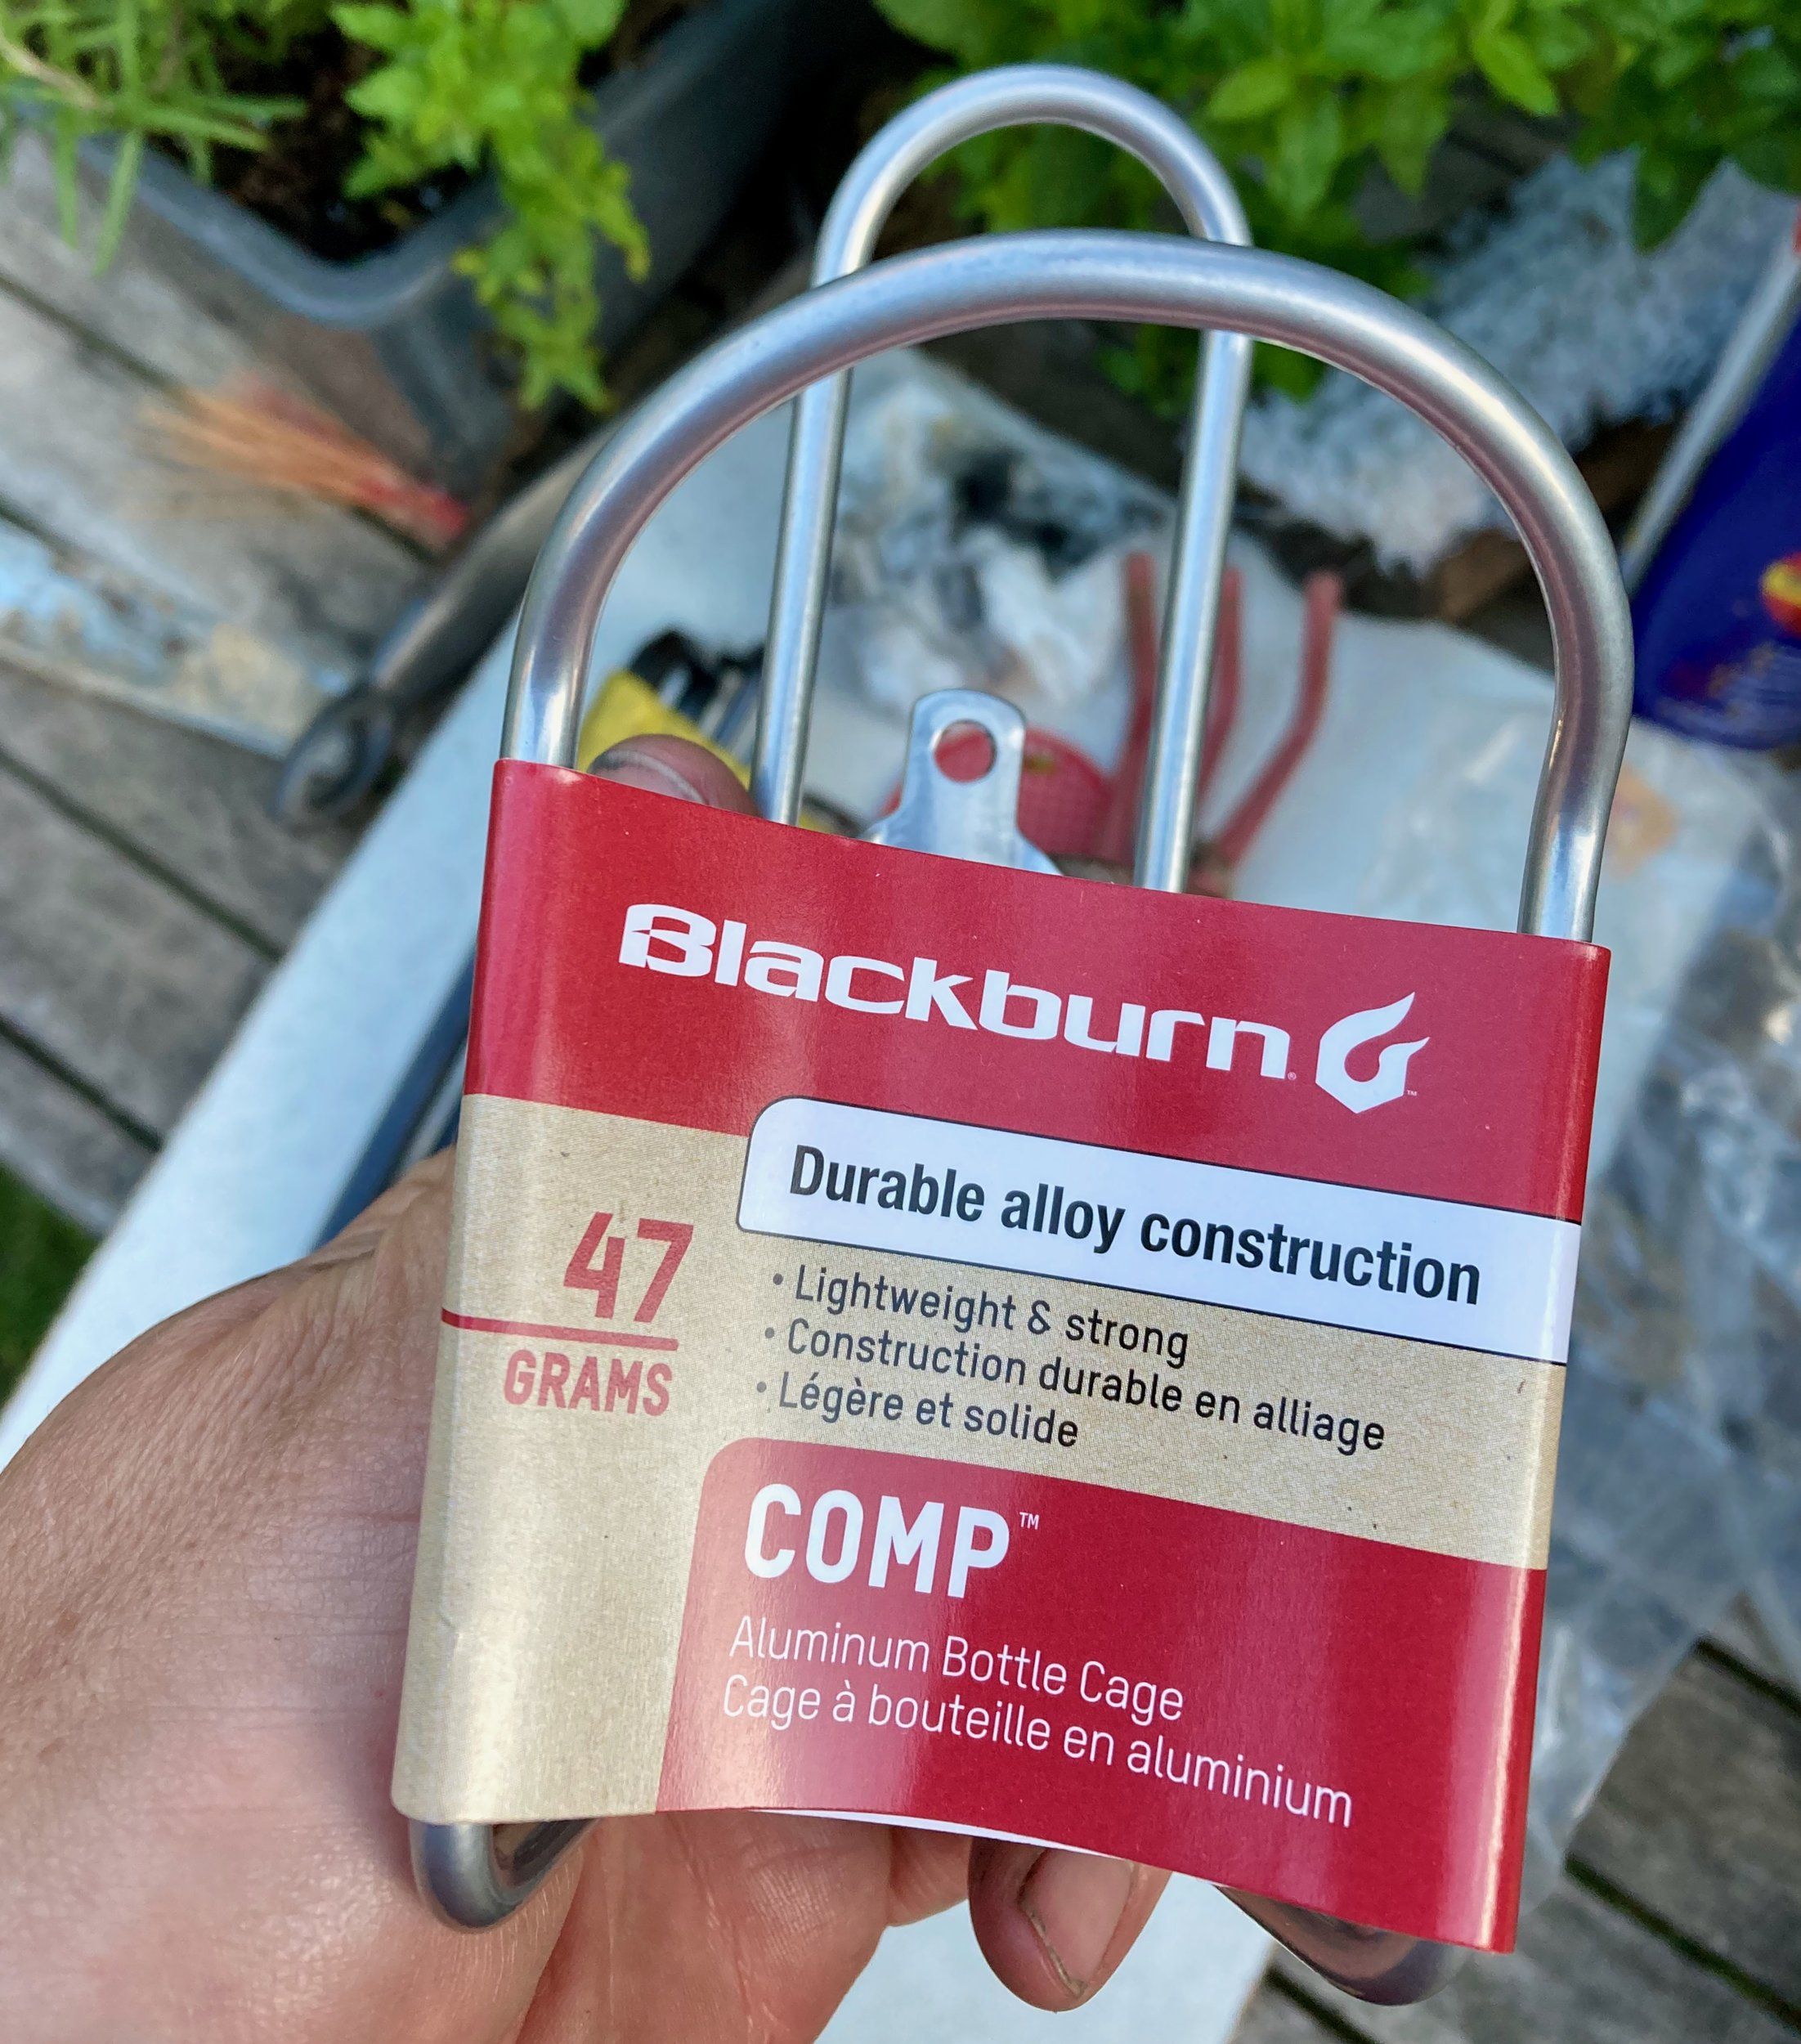 Blackburn®
Durable alloy construction
47
GRAMS
• Lightweight & strong
• Construction durable en alliage
• Légère et solide
COMP™
Aluminum Bottle Cage
Cage à bouteille en aluminium